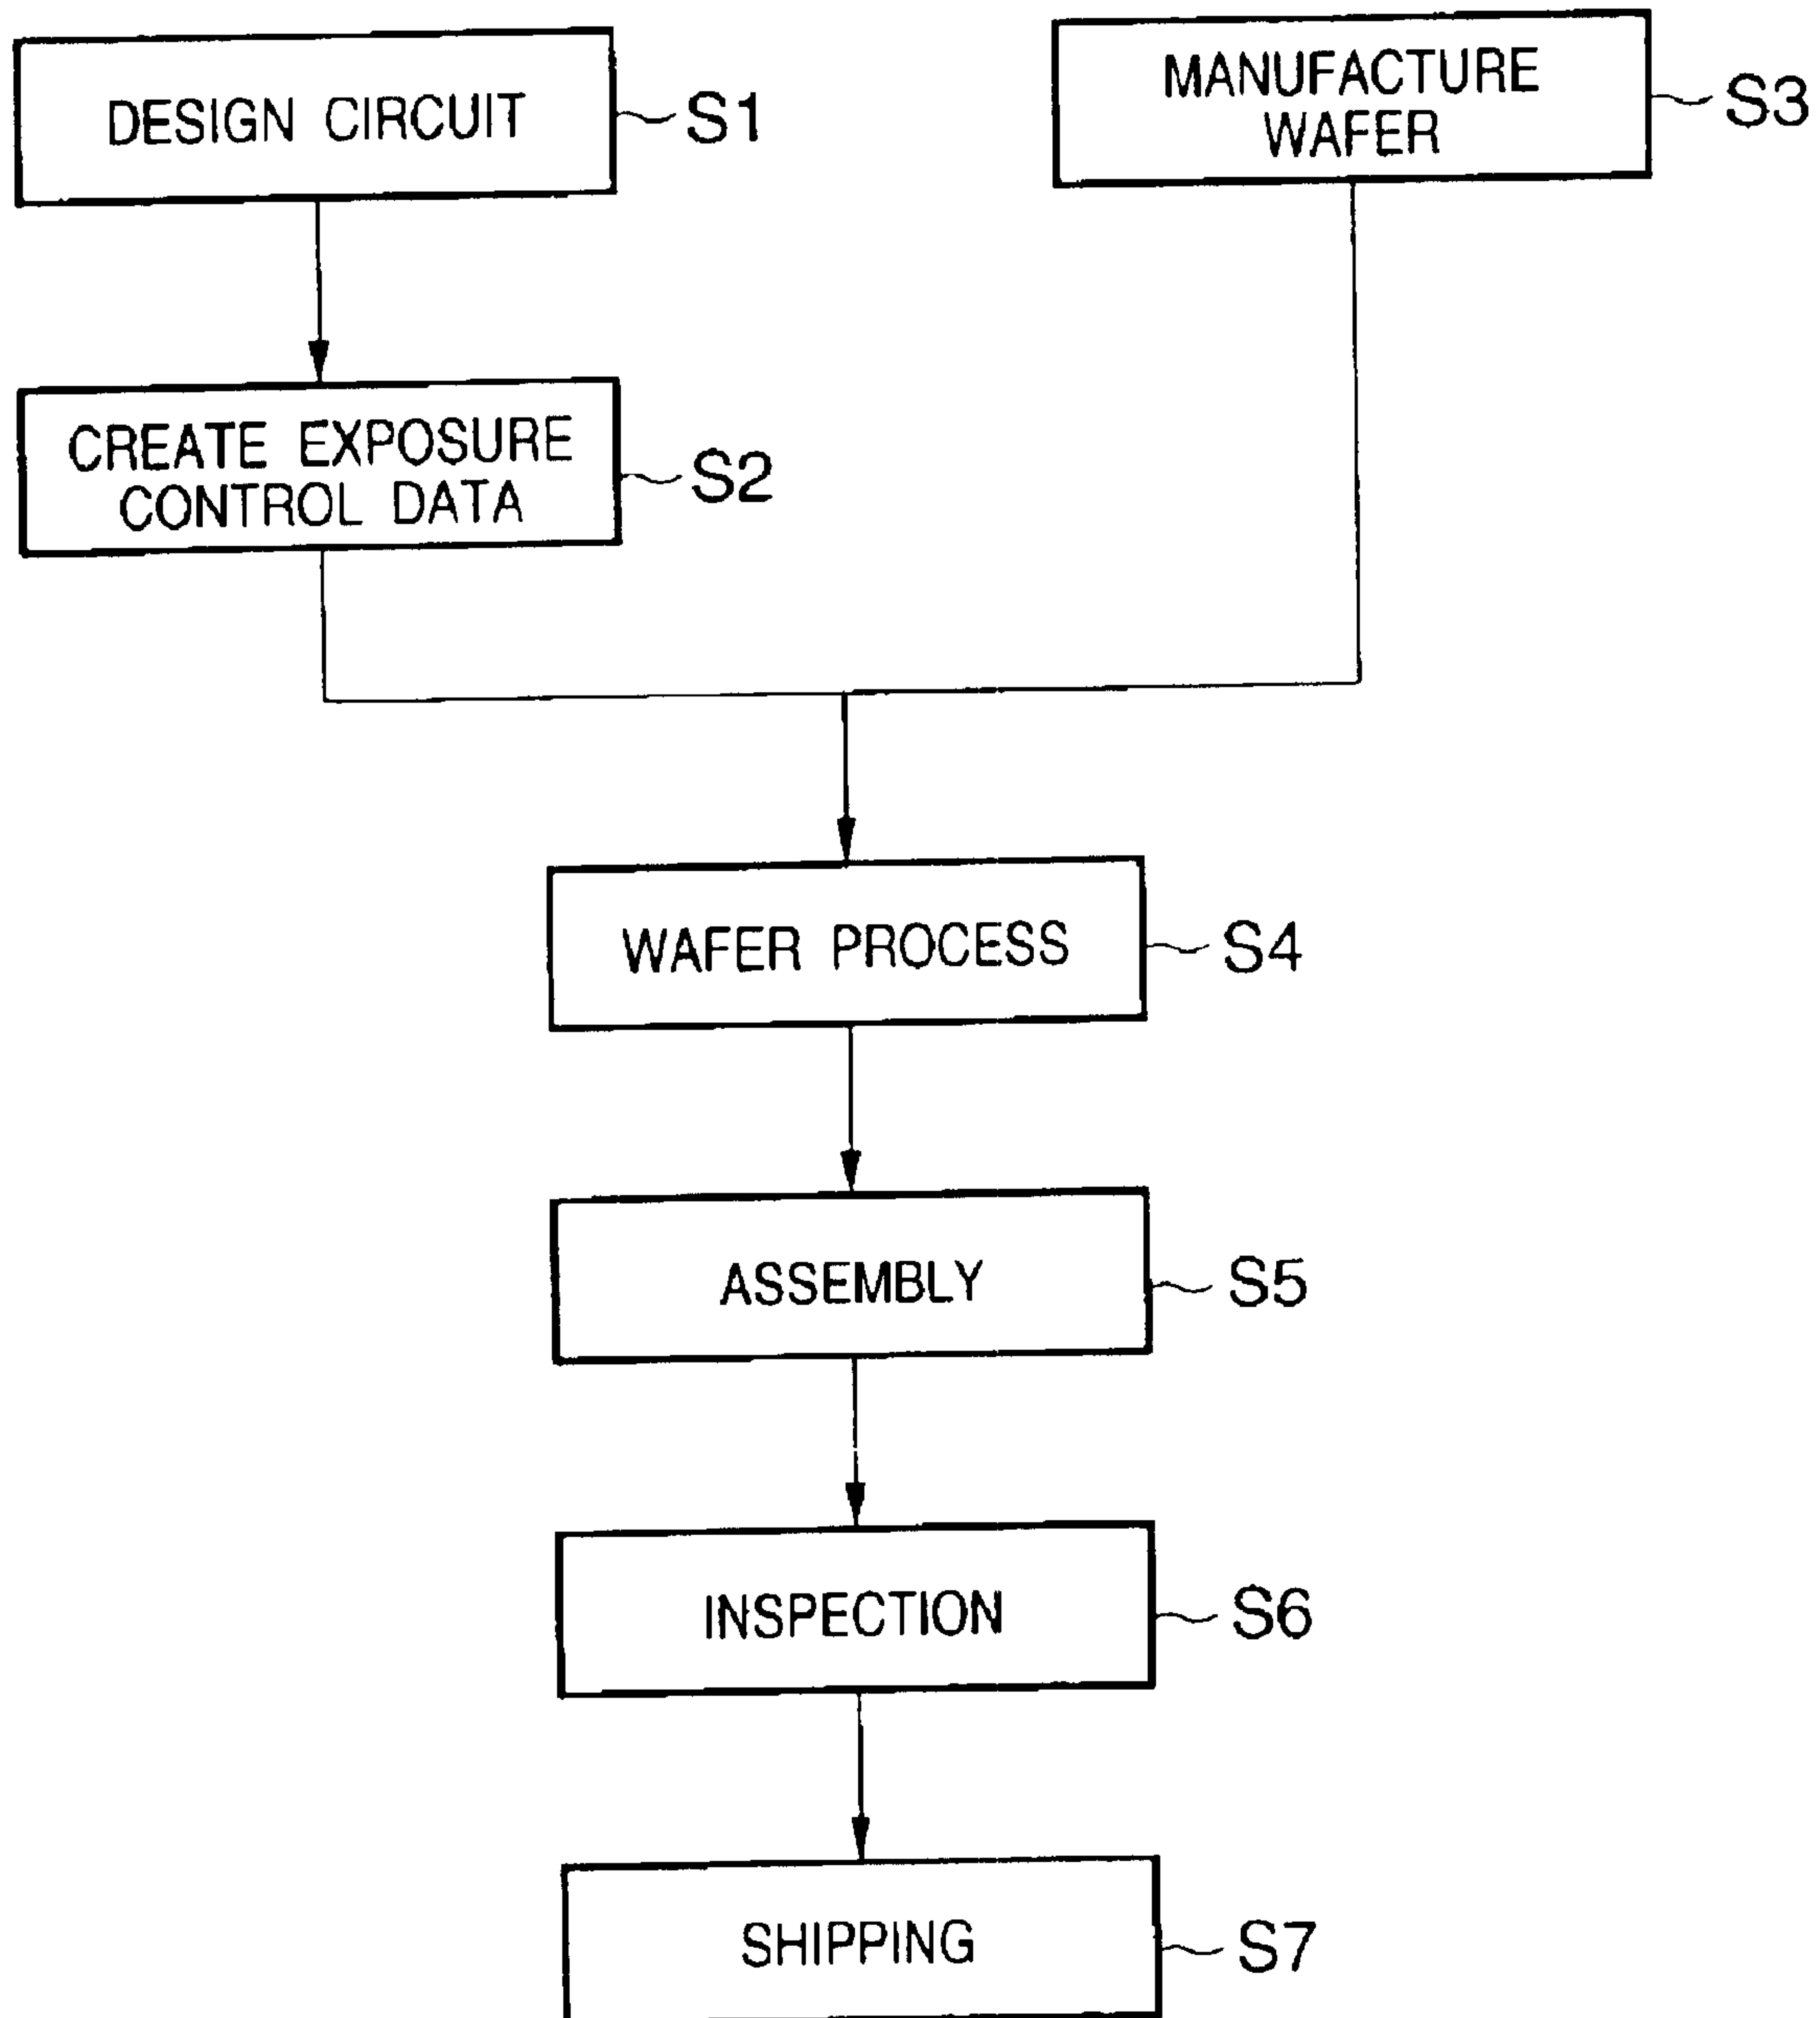 DESIGN CIRCUIT
S1
MANUFACTURE
WAFER
S3
CREATE EXPOSURE
CONTROL DATA
S2
WAFER PROCESS
S4
ASSEMBLY
S5
INSPECTION
S6
SHIPPING
S7